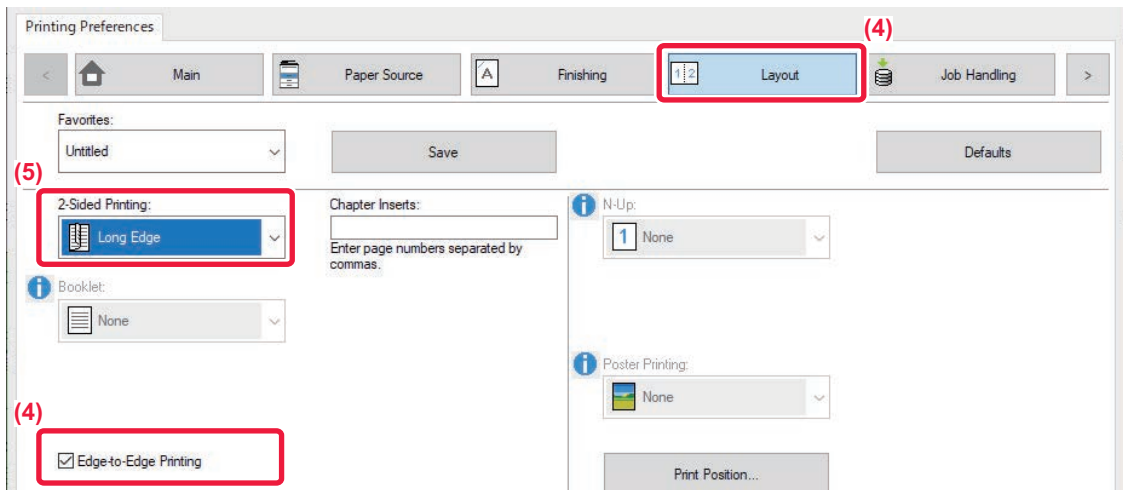 Printing Preferences
(4)
<
Main
Paper Source
A
Finishing
1 2
Layout
Job Handling
>
Favorites:
Untitled
Save
Defaults
(5)
2-Sided Printing:
Long Edge
Chapter Inserts:
Enter page numbers separated by
commas.
N-Up:
1
None
Booklet:
None
Poster Printing:
None
(4)
Edge-to-Edge Printing
Print Position...